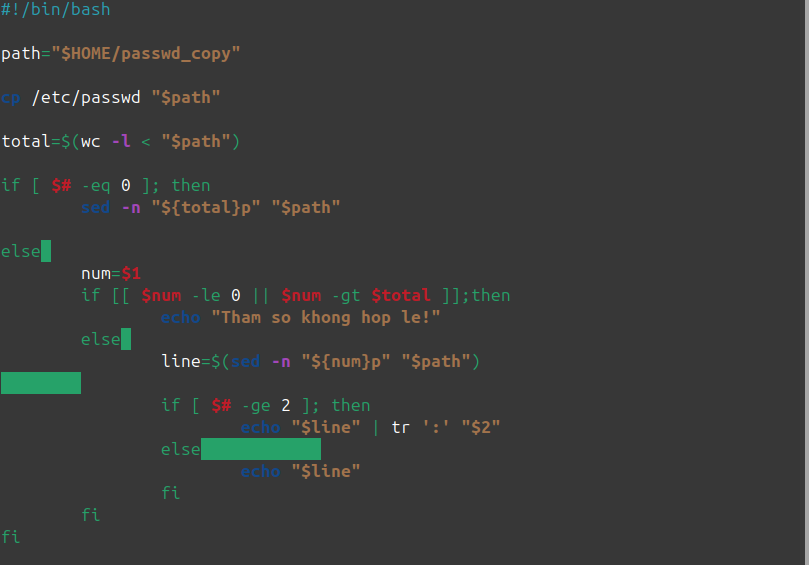 #!/bin/bash

path="$HOME/passwd_copy"

cp /etc/passwd "$path"

total=$(wc -l < "$path")

if [ $# -eq 0 ]; then
        sed -n "${total}p" "$path"

else
        num=$1
        if [[ $num -le 0 || $num -gt $total ]];then
                echo "Tham so khong hop le!"
        else
                line=$(sed -n "${num}p" "$path")

                if [ $# -ge 2 ]; then
                        echo "$line" | tr ':' "$2"
                else
                        echo "$line"
                fi
        fi
fi